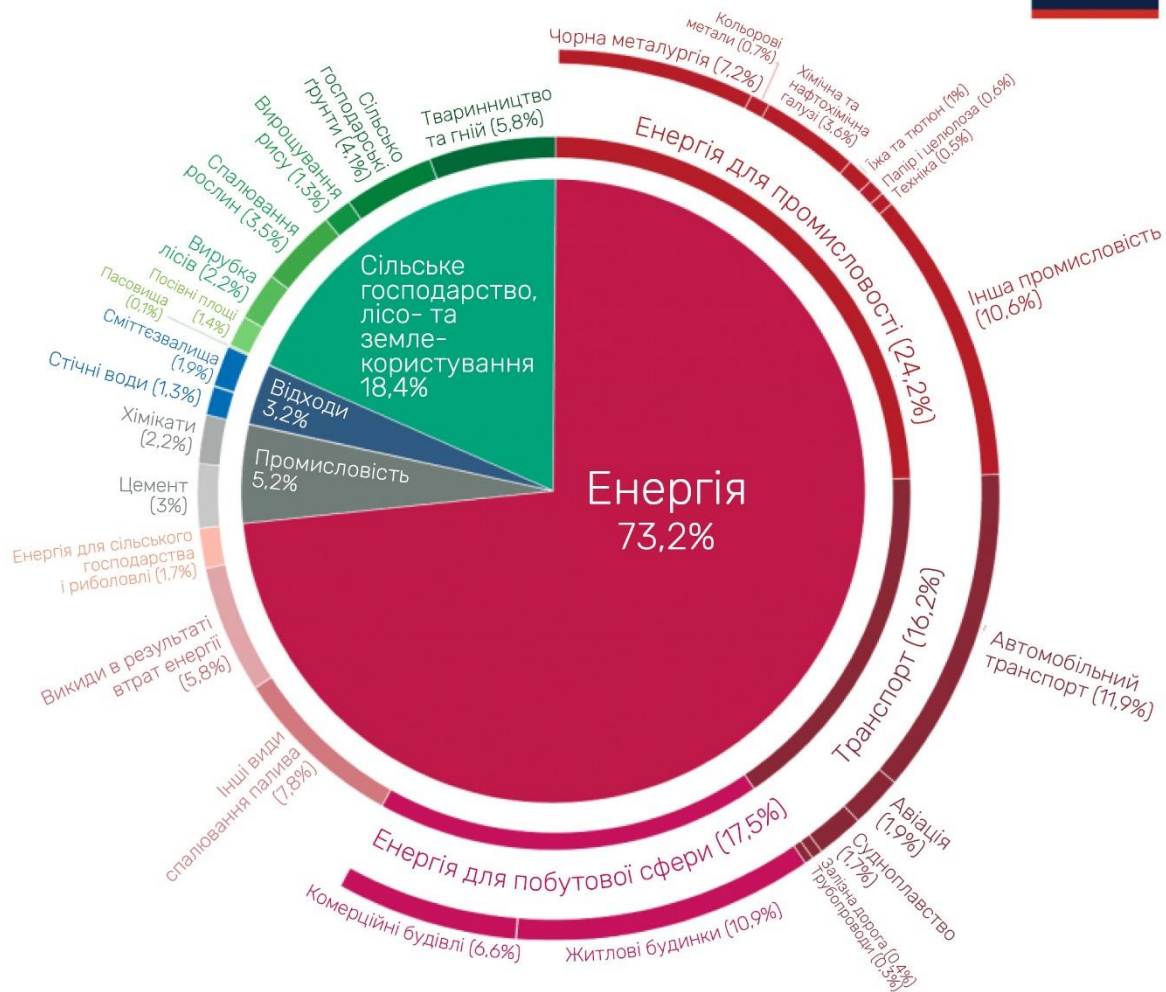 Енергія
73,2%
Сільське
господарство,
лісо- та
земле-
користування
18,4%
Відходи
3,2%
Промисловість
5,2%
Енергія для промисловості (24,2%)
Чорна металургія (7,2%)
Кольорові
метали (0.7%)
Хімічна та
нафтохімічна
галузі (3,6%)
Їжа та тютюн (1%)
Папір і целюлоза (0,6%)
Техніка (0.5%)
Інша промисловість
(10,6%)
Транспорт (16,2%)
Автомобільний
транспорт (11,9%)
Авіація
(1,9%)
Судноплавство
(1.7%)
Залізна дорога (0.4%)
Трубопроводи (0.3%)
Енергія для побутової сфери (17,5%)
Житлові будинки (10,9%)
Комерційні будівлі (6,6%)
Інші види
спалювання палива
(7,8%)
Викиди в результаті
втрат енергії
(5,8%)
Енергія для сільського
господарства
і риболовлі (1.7%)
Цемент
(3%)
Хімікати
(2,2%)
Стічні води (1,3%)
Сміттєзвалища
(1,9%)
Пасовища
(0.1%)
Посівні площі
(1.4%)
Вирубка
лісів (2.2%)
Спалювання
рослин (3,5%)
Вирощування
рису (1.3%)
Сільсько
господарські
ґрунти (4,1%)
Тваринництво
та гній (5,8%)